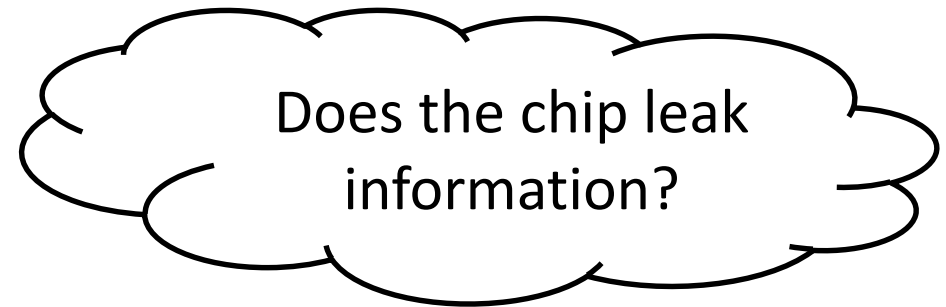 Does the chip leak
information?